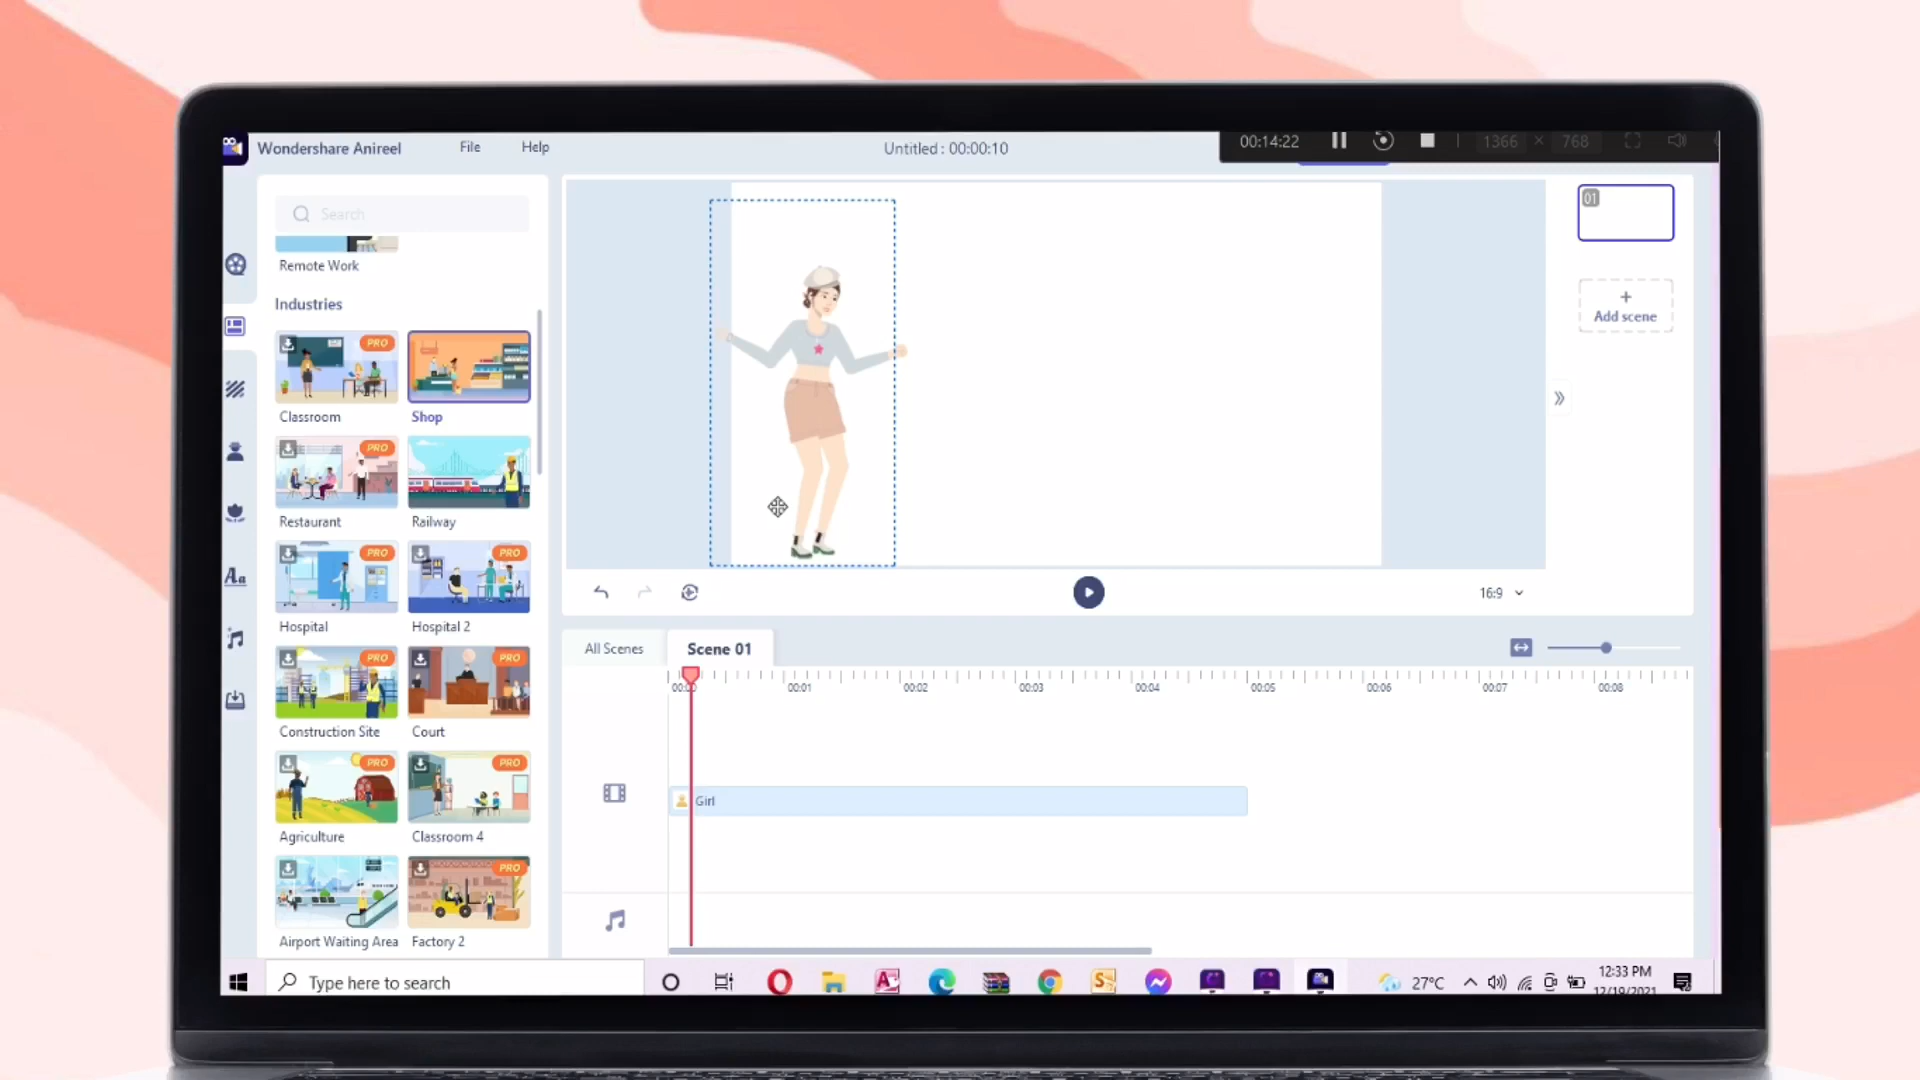 Wondershare Anireel
File
Help
Untitled : 00:00:10
00:14:22
1366 × 768
Search
Remote Work
Industries
PRO
Classroom
Shop
PRO
Restaurant
Railway
PRO
PRO
Hospital
Hospital 2
PRO
PRO
Construction Site
Court
PRO
PRO
Agriculture
Classroom 4
PRO
Airport Waiting Area
Factory 2
Aa
01
+
Add scene
16:9
All Scenes
Scene 01
00:01
00:02
00:03
00:04
00:05
00:06
00:07
00:08
Girl
Type here to search
27°C
12:33 PM
12/19/2021